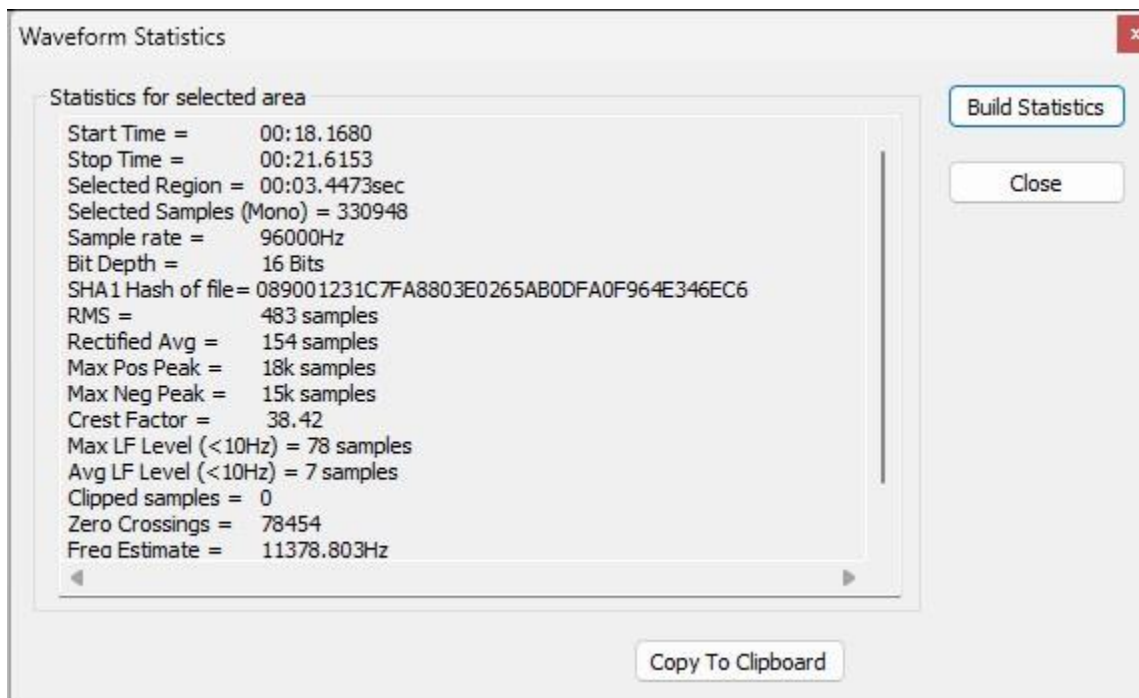 Waveform Statistics
x
Statistics for selected area
Build Statistics
Close
Start Time = 00:18.1680
Stop Time = 00:21.6153
Selected Region = 00:03.4473sec
Selected Samples (Mono) = 330948
Sample rate = 96000Hz
Bit Depth = 16 Bits
SHA1 Hash of file= 089001231C7FA8803E0265AB0DFA0F964E346EC6
RMS = 483 samples
Rectified Avg = 154 samples
Max Pos Peak = 18k samples
Max Neg Peak = 15k samples
Crest Factor = 38.42
Max LF Level (<10Hz) = 78 samples
Avg LF Level (<10Hz) = 7 samples
Clipped samples = 0
Zero Crossings = 78454
Freq Estimate = 11378.803Hz
Copy To Clipboard